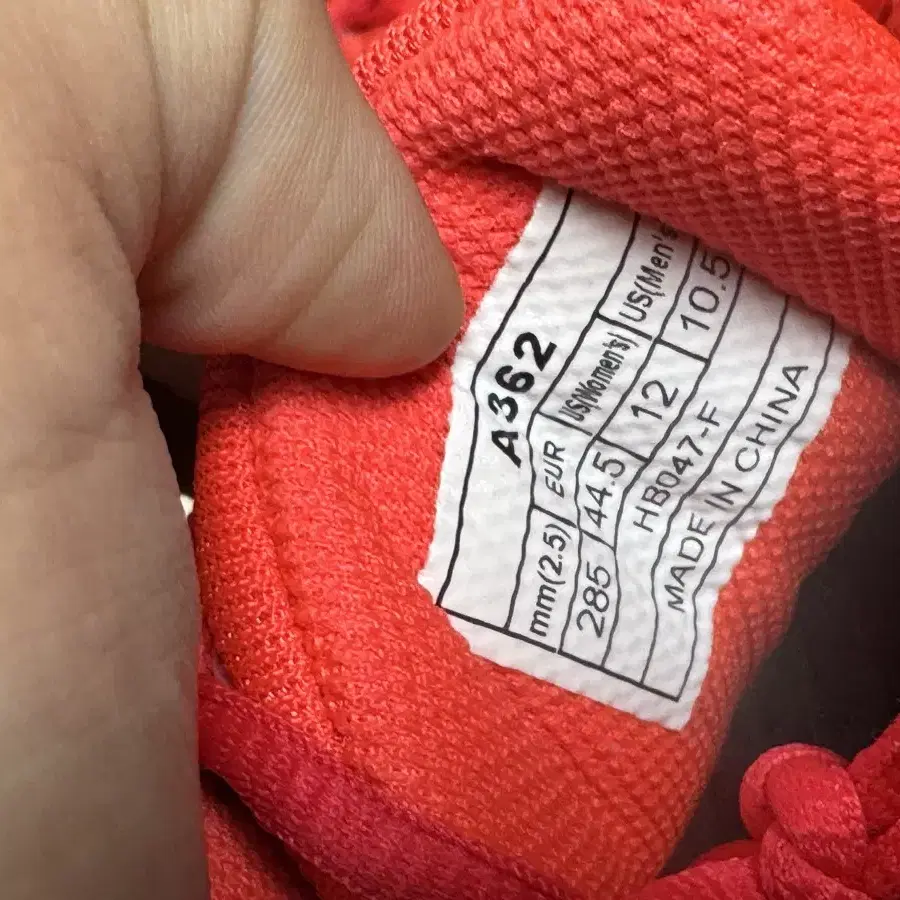 A362
mm(2.5) EUR US(Women's) US(Men's
285 44.5 12 10.5
HB047-F
MADE IN CHINA